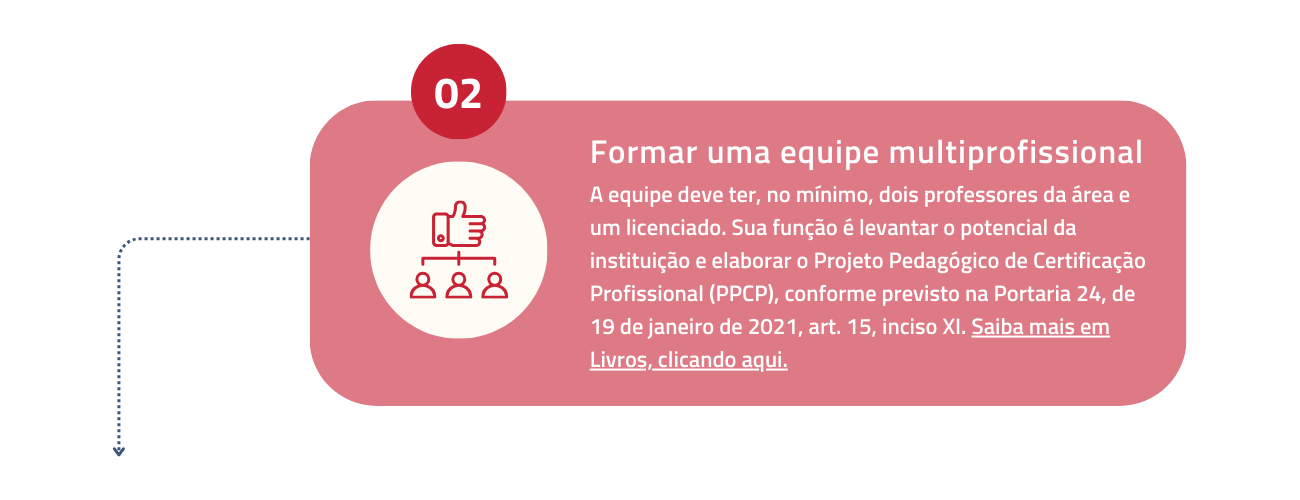 02
Formar uma equipe multiprofissional
A equipe deve ter, no mínimo, dois professores da área e
um licenciado. Sua função é levantar o potencial da
instituição e elaborar o Projeto Pedagógico de Certificação
Profissional (PPCP), conforme previsto na Portaria 24, de
19 de janeiro de 2021, art. 15, inciso XI. Saiba mais em
Livros, clicando aqui.